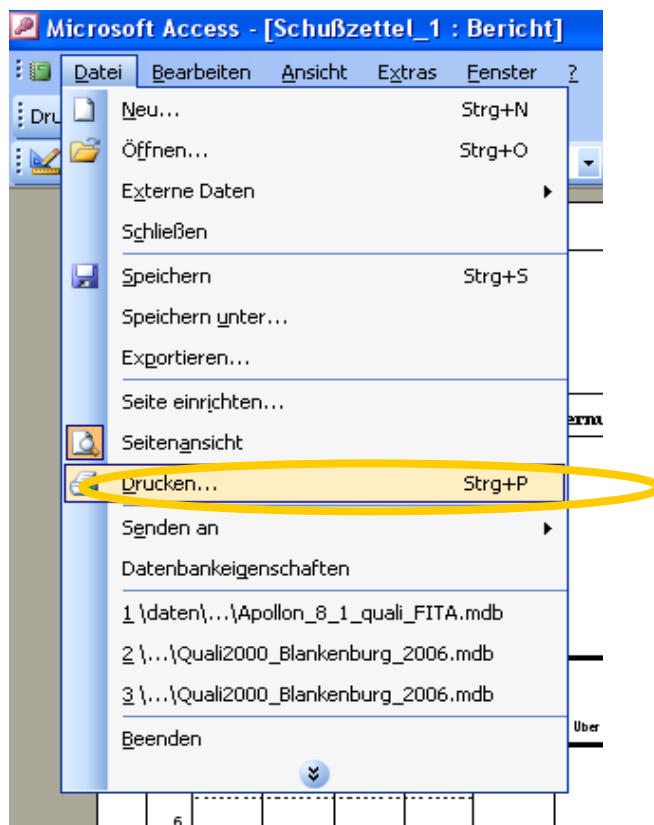 Microsoft Access - [Schußzettel_1 : Bericht]
Datei Bearbeiten Ansicht Extras Fenster ?
Dru
Neu... Strg+N
Öffnen... Strg+O
Externe Daten
Schließen
Speichern Strg+S
Speichern unter...
Exportieren...
Seite einrichten...
Seitenansicht
Drucken... Strg+P
Senden an
Datenbankeigenschaften
1 \daten\...\Apollon_8_1_quali_FITA.mdb
2 \...\Quali2000_Blankenburg_2006.mdb
3 \...\Quali2000_Blankenburg_2006.mdb
Über
Beenden
6